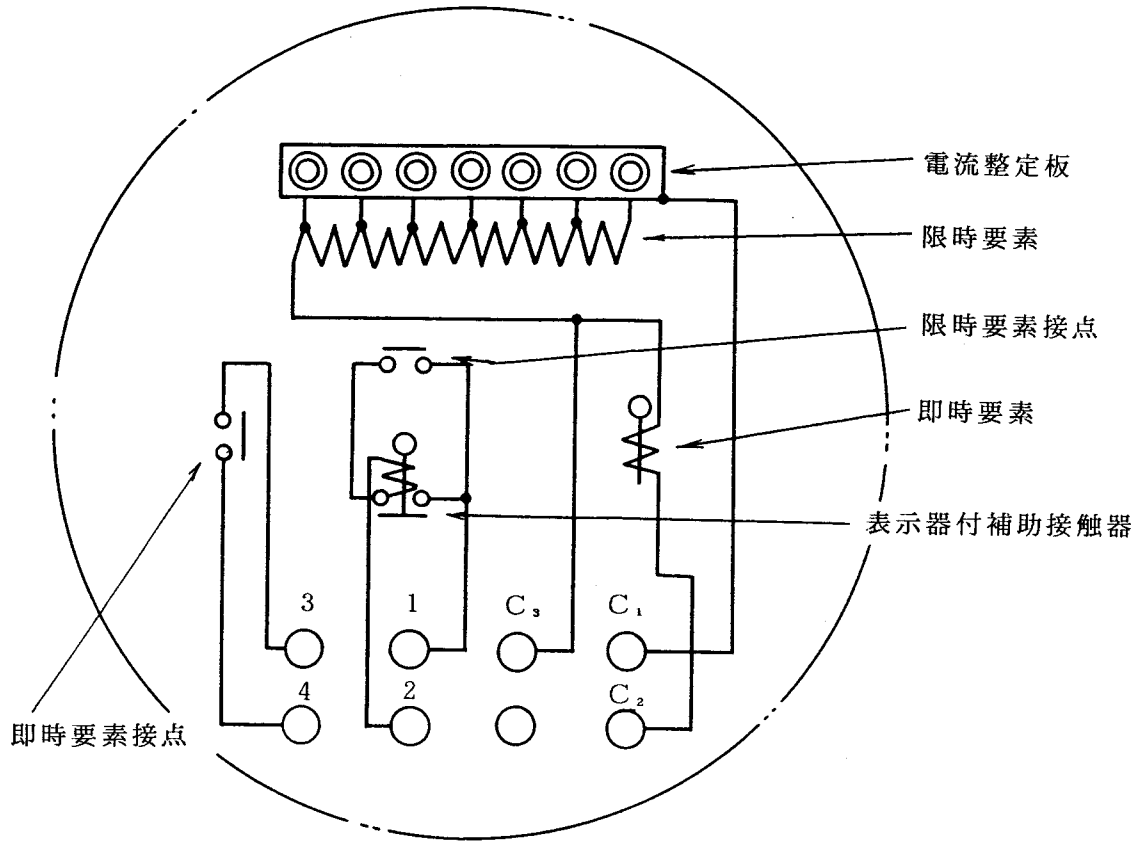 電流整定板
限時要素
限時要素接点
即時要素
表示器付補助接触器
3 1 C₃ C₁
4 2 C₂
即時要素接点